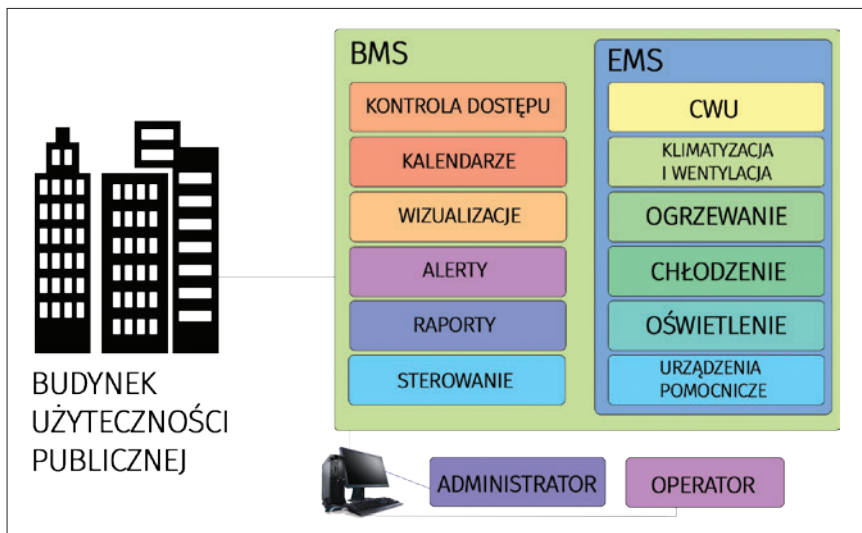 BMS
KONTROLA DOSTĘPU
KALENDARZE
WIZUALIZACJE
ALERTY
RAPORTY
STEROWANIE
EMS
CWU
KLIMATYZACJA
I WENTYLACJA
OGRZEWANIE
CHŁODZENIE
OŚWIETLENIE
URZĄDZENIA
POMOCNICZE
BUDYNEK
UŻYTECZNOŚCI
PUBLICZNEJ
ADMINISTRATOR
OPERATOR